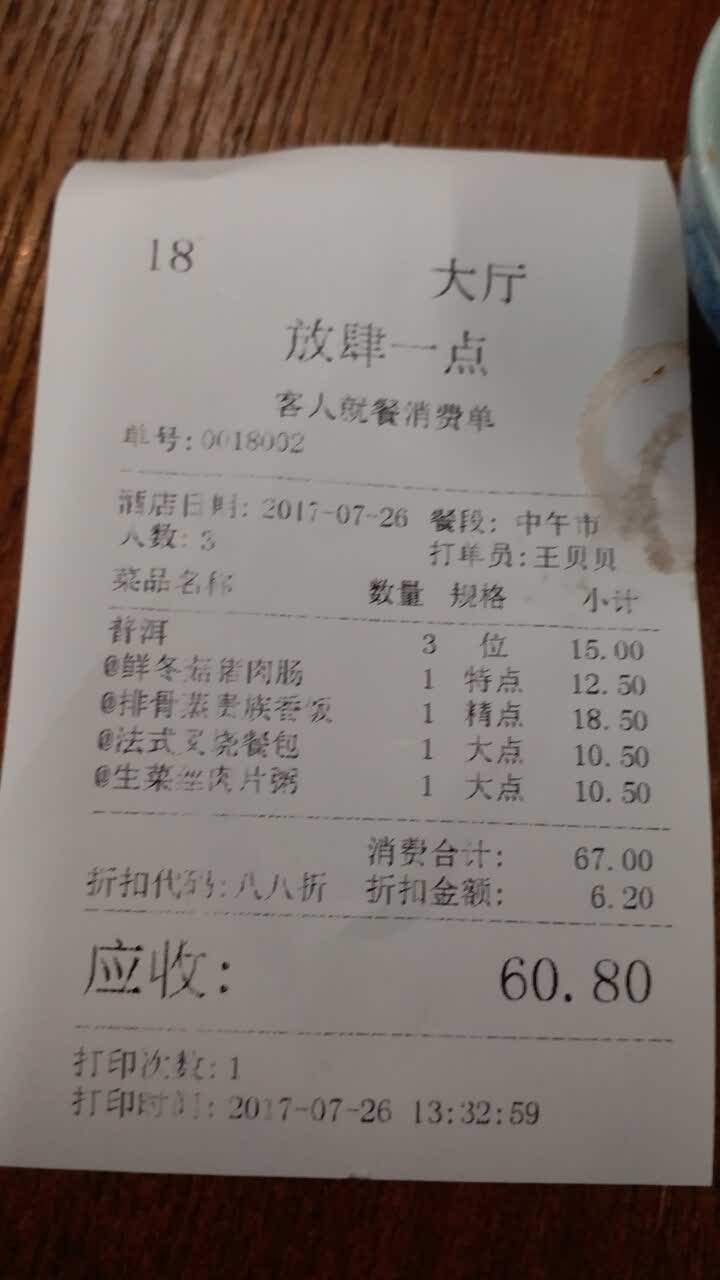 18
大厅
放肆一点
客人就餐消费单
单号:0018002
酒店日期: 2017-07-26 餐段: 中午市
人数: 3 打单员:王贝贝
菜品名称 数量 规格 小计
普洱 3 位 15.00
@鲜冬菇猪肉肠 1 特点 12.50
@排骨蒸贵族香饭 1 精点 18.50
@法式叉烧餐包 1 大点 10.50
@生菜丝肉片粥 1 大点 10.50
消费合计: 67.00
折扣代码:八八折 折扣金额: 6.20
应收: 60.80
打印次数: 1
打印时间: 2017-07-26 13:32:59